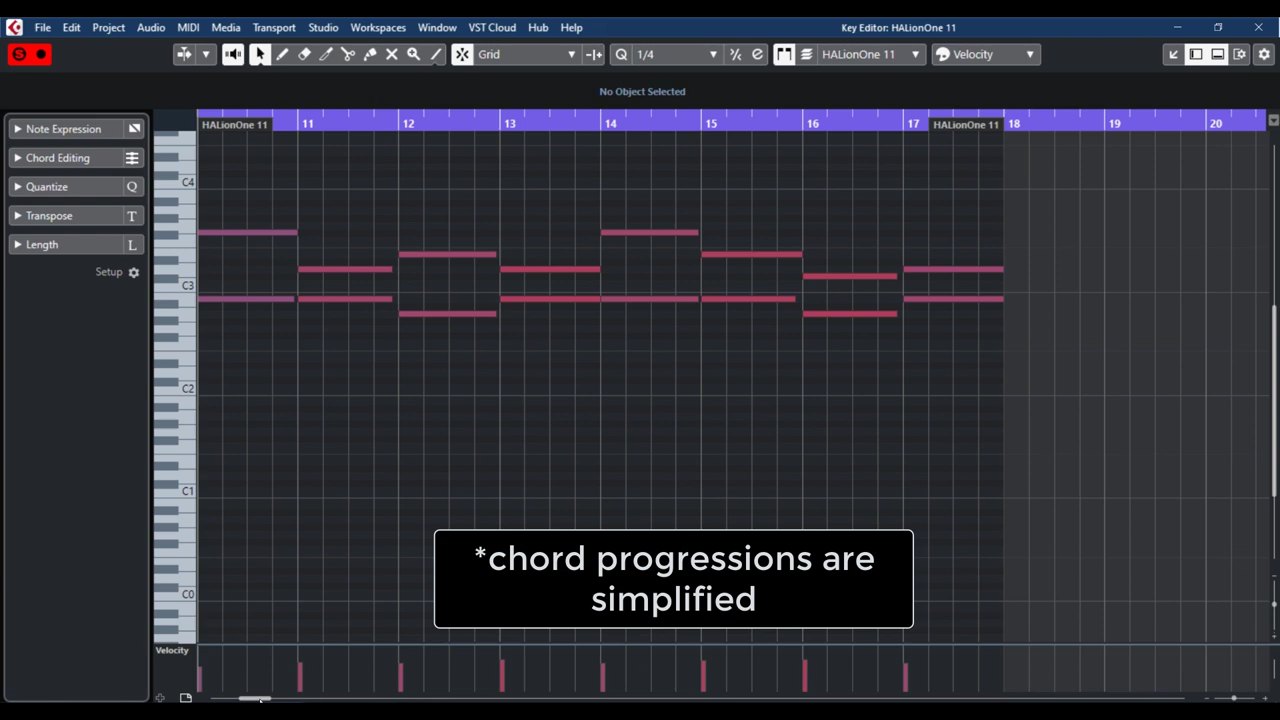 File Edit Project Audio MIDI Media Transport Studio Workspaces Window VST Cloud Hub Help Key Editor: HALionOne 11
S Grid Q 1/4 HALionOne 11 Velocity
No Object Selected
HALionOne 11 11 12 13 14 15 16 17 HALionOne 11 18 19 20
Note Expression
Chord Editing
Quantize Q
Transpose T
Length L
Setup
C4
C3
C2
C1
C0
*chord progressions are
simplified
Velocity